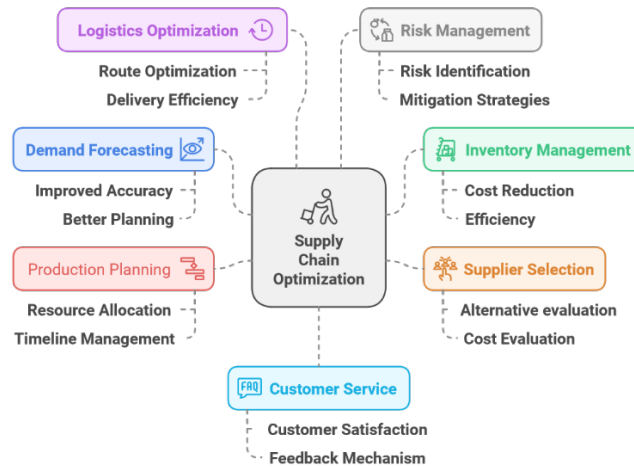 Logistics Optimization
Route Optimization
Delivery Efficiency
Risk Management
Risk Identification
Mitigation Strategies
Demand Forecasting
Improved Accuracy
Better Planning
Inventory Management
Cost Reduction
Efficiency
Supply
Chain
Optimization
Production Planning
Resource Allocation
Timeline Management
Supplier Selection
Alternative evaluation
Cost Evaluation
FAQ
Customer Service
Customer Satisfaction
Feedback Mechanism